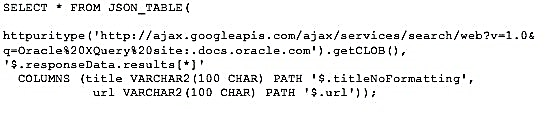 SELECT * FROM JSON_TABLE(
httpuritype('http://ajax.googleapis.com/ajax/services/search/web?v=1.0&
q=Oracle%20XQuery%20site:.docs.oracle.com').getCLOB(),
'$.responseData.results[*]'
COLUMNS (title VARCHAR2(100 CHAR) PATH '$.titleNoFormatting',
url VARCHAR2(100 CHAR) PATH '$.url'));